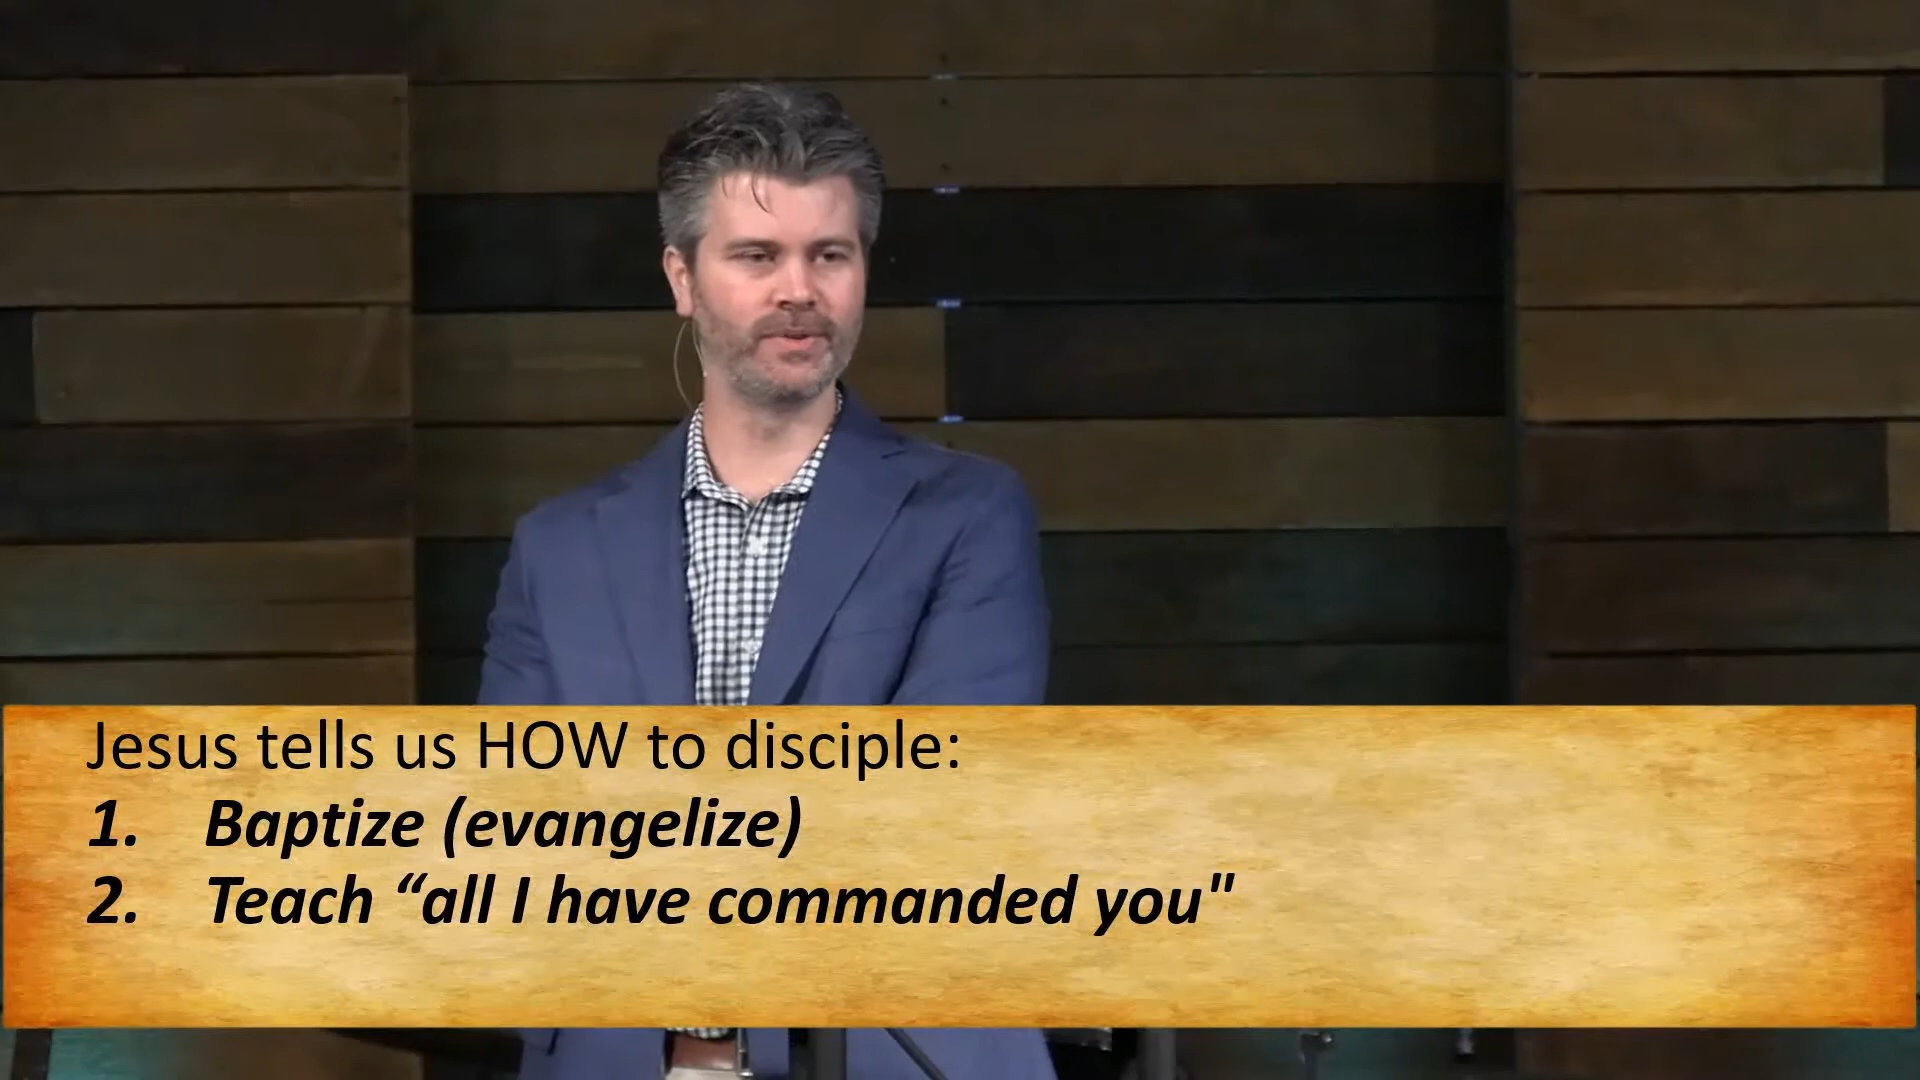 Jesus tells us HOW to disciple:
1. Baptize (evangelize)
2. Teach “all I have commanded you"